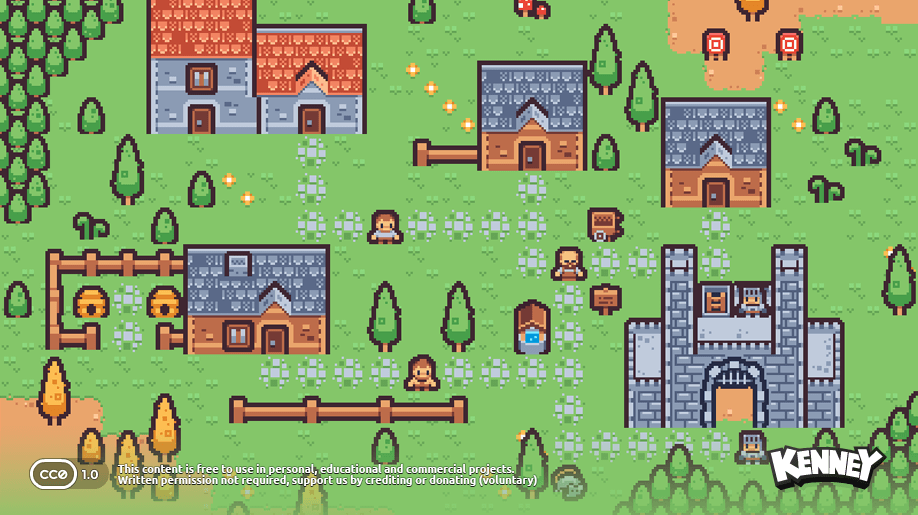 CC0 1.0
This content is free to use in personal, educational and commercial projects.
Written permission not required, support us by crediting or donating (voluntary)
KENNEY